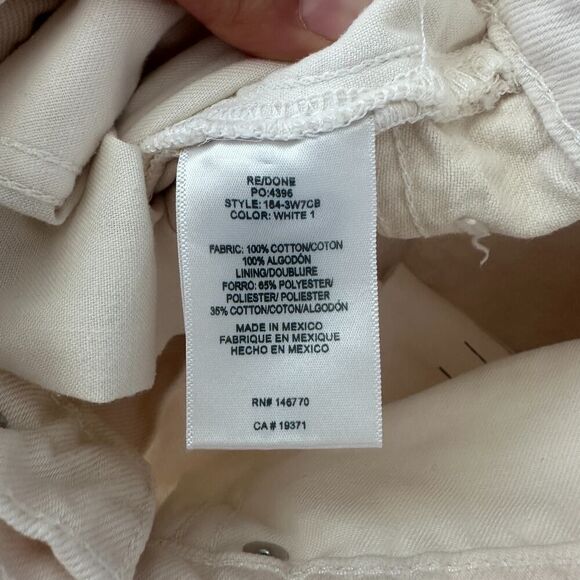 RE/DONE
PO:4396
STYLE: 184-3W7CB
COLOR: WHITE 1
FABRIC: 100% COTTON/COTON
100% ALGODÓN
LINING/DOUBLURE
FORRO: 65% POLYESTER/
POLIESTER/ POLIESTER
35% COTTON/COTON/ALGODON
MADE IN MEXICO
FABRIQUE EN MEXIQUE
HECHO EN MEXICO
RN# 146770
CA # 19371